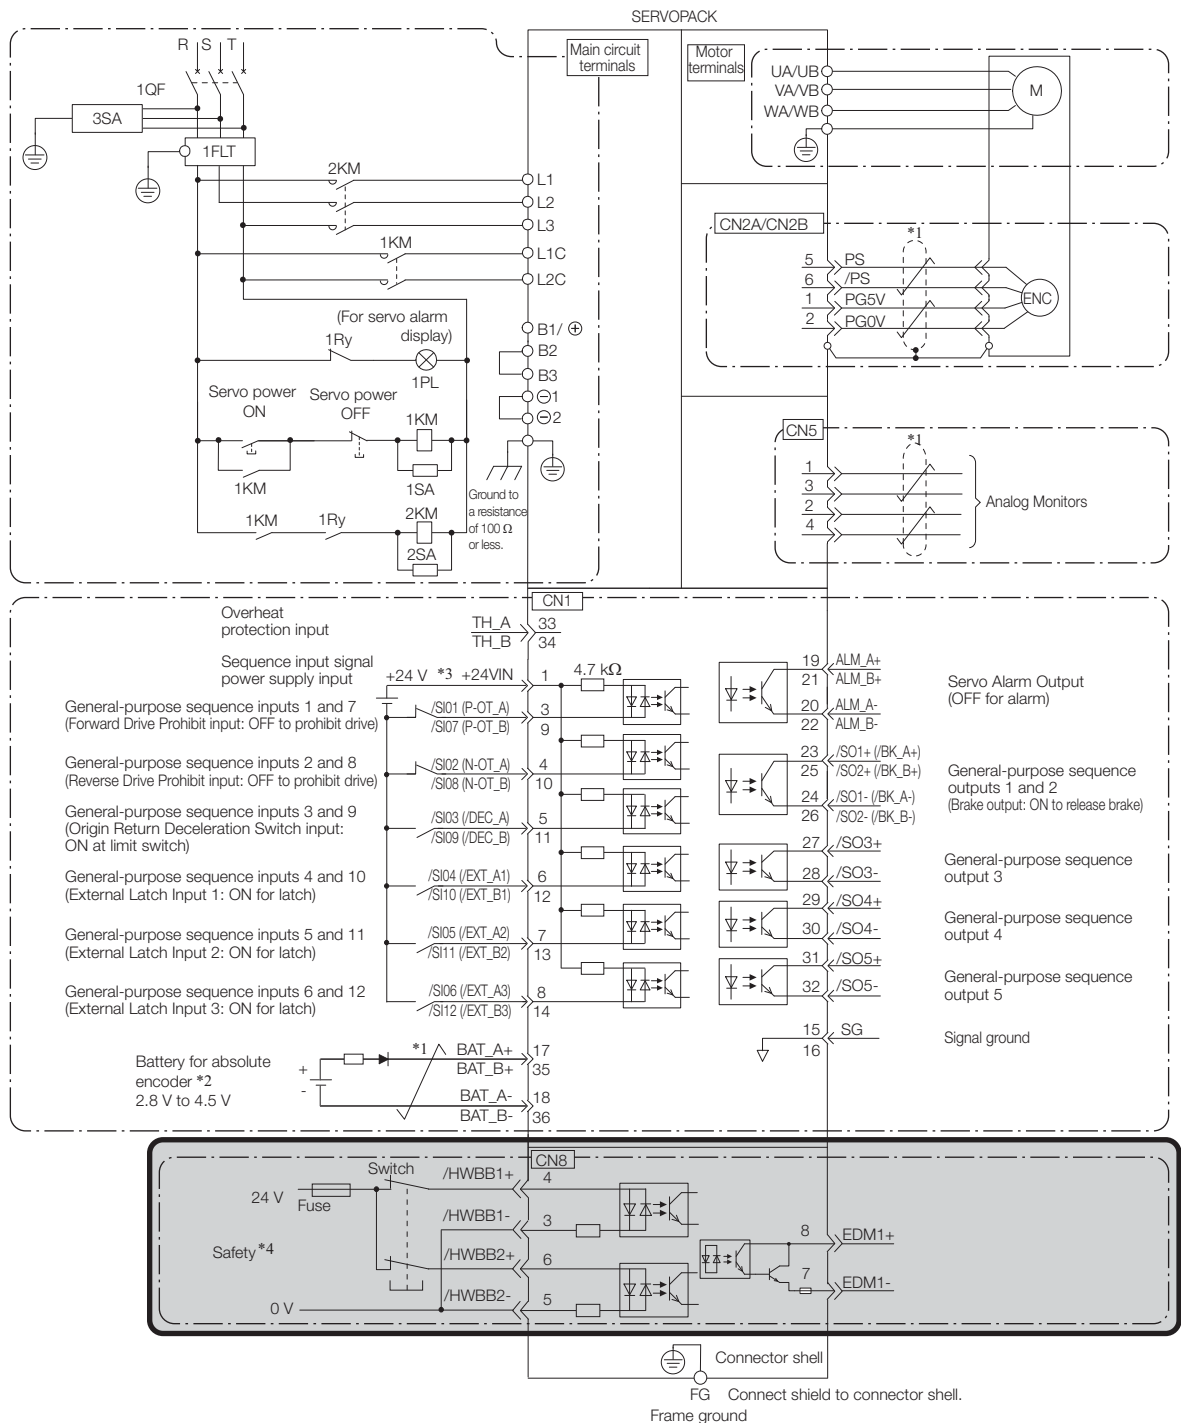 SERVOPACK
R S T
Main circuit
terminals
Motor
terminals
1QF
3SA
1FLT
UA/UB
VA/VB
WA/WB
M
2KM
L1
L2
L3
1KM
L1C
L2C
CN2A/CN2B
*1
5 PS
6 /PS
1 PG5V
2 PG0V
ENC
(For servo alarm
display)
1Ry
1PL
B1/ ⊕
B2
B3
⊖1
⊖2
Servo power
ON
Servo power
OFF
1KM
1KM
1SA
Ground to
a resistance
of 100 Ω
or less.
1KM
1Ry
2KM
2SA
CN5
*1
1
3
2
4
Analog Monitors
CN1
Overheat
protection input
TH_A 33
TH_B 34
Sequence input signal
power supply input
+24 V *3 +24VIN 1
4.7 kΩ
General-purpose sequence inputs 1 and 7
(Forward Drive Prohibit input: OFF to prohibit drive)
/SI01 (P-OT_A) 3
/SI07 (P-OT_B) 9
General-purpose sequence inputs 2 and 8
(Reverse Drive Prohibit input: OFF to prohibit drive)
/SI02 (N-OT_A) 4
/SI08 (N-OT_B) 10
General-purpose sequence inputs 3 and 9
(Origin Return Deceleration Switch input:
ON at limit switch)
/SI03 (/DEC_A) 5
/SI09 (/DEC_B) 11
General-purpose sequence inputs 4 and 10
(External Latch Input 1: ON for latch)
/SI04 (/EXT_A1) 6
/SI10 (/EXT_B1) 12
General-purpose sequence inputs 5 and 11
(External Latch Input 2: ON for latch)
/SI05 (/EXT_A2) 7
/SI11 (/EXT_B2) 13
General-purpose sequence inputs 6 and 12
(External Latch Input 3: ON for latch)
/SI06 (/EXT_A3) 8
/SI12 (/EXT_B3) 14
19 ALM_A+
21 ALM_B+
20 ALM_A-
22 ALM_B-
Servo Alarm Output
(OFF for alarm)
23 /SO1+ (/BK_A+)
25 /SO2+ (/BK_B+)
24 /SO1- (/BK_A-)
26 /SO2- (/BK_B-)
General-purpose sequence
outputs 1 and 2
(Brake output: ON to release brake)
27 /SO3+
28 /SO3-
General-purpose sequence
output 3
29 /SO4+
30 /SO4-
General-purpose sequence
output 4
31 /SO5+
32 /SO5-
General-purpose sequence
output 5
15 SG
16
Signal ground
Battery for absolute
encoder *2
2.8 V to 4.5 V
+
-
*1
BAT_A+ 17
BAT_B+ 35
BAT_A- 18
BAT_B- 36
CN8
Switch
/HWBB1+ 4
24 V
Fuse
/HWBB1- 3
Safety *4
/HWBB2+ 6
/HWBB2- 5
0 V
8 EDM1+
7 EDM1-
Connector shell
FG Connect shield to connector shell.
Frame ground